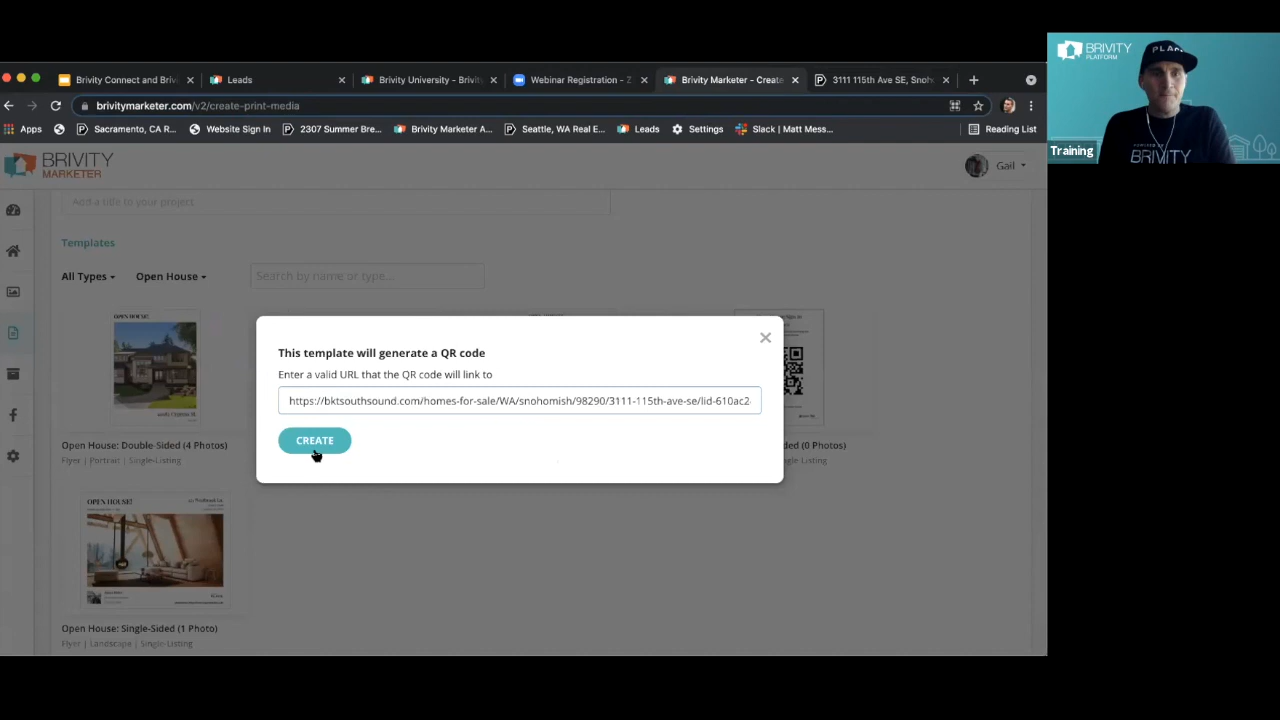 Brivity Connect and Briv
Leads
Brivity University - Brivit
Webinar Registration - Z
Brivity Marketer - Create
3111 115th Ave SE, Snoh
brivitymarketer.com/v2/create-print-media
Apps
Sacramento, CA R...
Website Sign In
2307 Summer Bre...
Brivity Marketer A...
Seattle, WA Real E...
Leads
Settings
Slack | Matt Mess...
Reading List
BRIVITY
MARKETER
Gail
Add a title to your project
Templates
All Types
Open House
Search by name or type...
OPEN HOUSE!
This template will generate a QR code
Enter a valid URL that the QR code will link to
https://bktsouthsound.com/homes-for-sale/WA/snohomish/98290/3111-115th-ave-se/lid-610ac2-
CREATE
Open House: Double-Sided (4 Photos)
Flyer | Portrait | Single-Listing
ded (0 Photos)
gle Listing
OPEN HOUSE!
Open House: Single-Sided (1 Photo)
Flyer | Landscape | Single-Listing
BRIVITY
PLATFORM
PLAC
Training
POWERED BY
BRIVITY